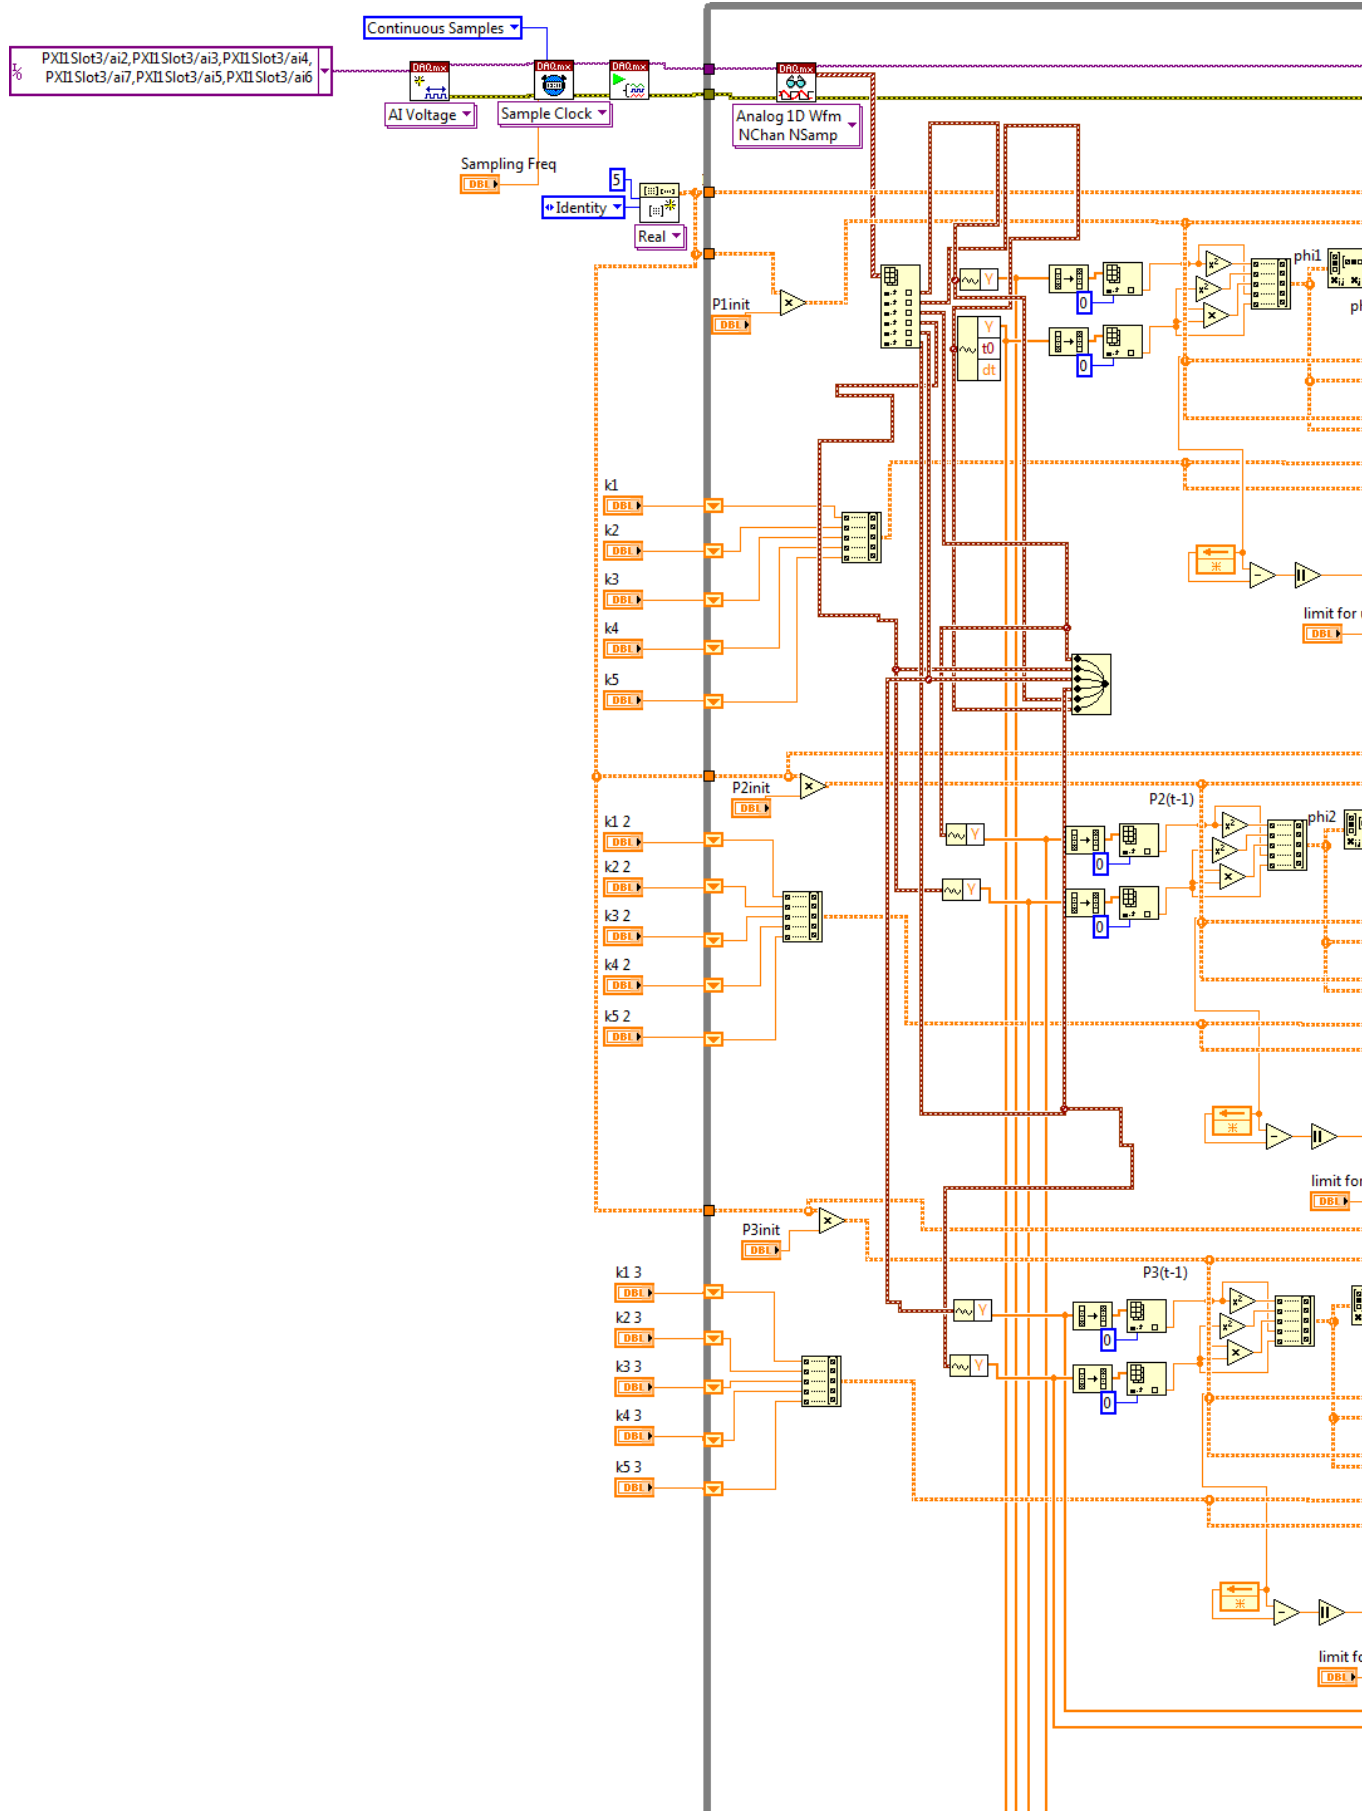 Continuous Samples
PXI1Slot3/ai2,PXI1Slot3/ai3,PXI1Slot3/ai4,
PXI1Slot3/ai7,PXI1Slot3/ai5,PXI1Slot3/ai6
DAQmx
DAQmx
DAQmx
DAQmx
AI Voltage
Sample Clock
Analog 1D Wfm
NChan NSamp
Sampling Freq
DBL
5
Identity
Real
P1init
DBL
Y
Y
t0
dt
0
0
phi1
k1
DBL
k2
DBL
k3
DBL
k4
DBL
k5
DBL
limit for
DBL
P2init
DBL
P2(t-1)
phi2
Y
Y
0
0
k1 2
DBL
k2 2
DBL
k3 2
DBL
k4 2
DBL
k5 2
DBL
limit for
DBL
P3init
DBL
P3(t-1)
Y
Y
0
0
k1 3
DBL
k2 3
DBL
k3 3
DBL
k4 3
DBL
k5 3
DBL
limit
DBL